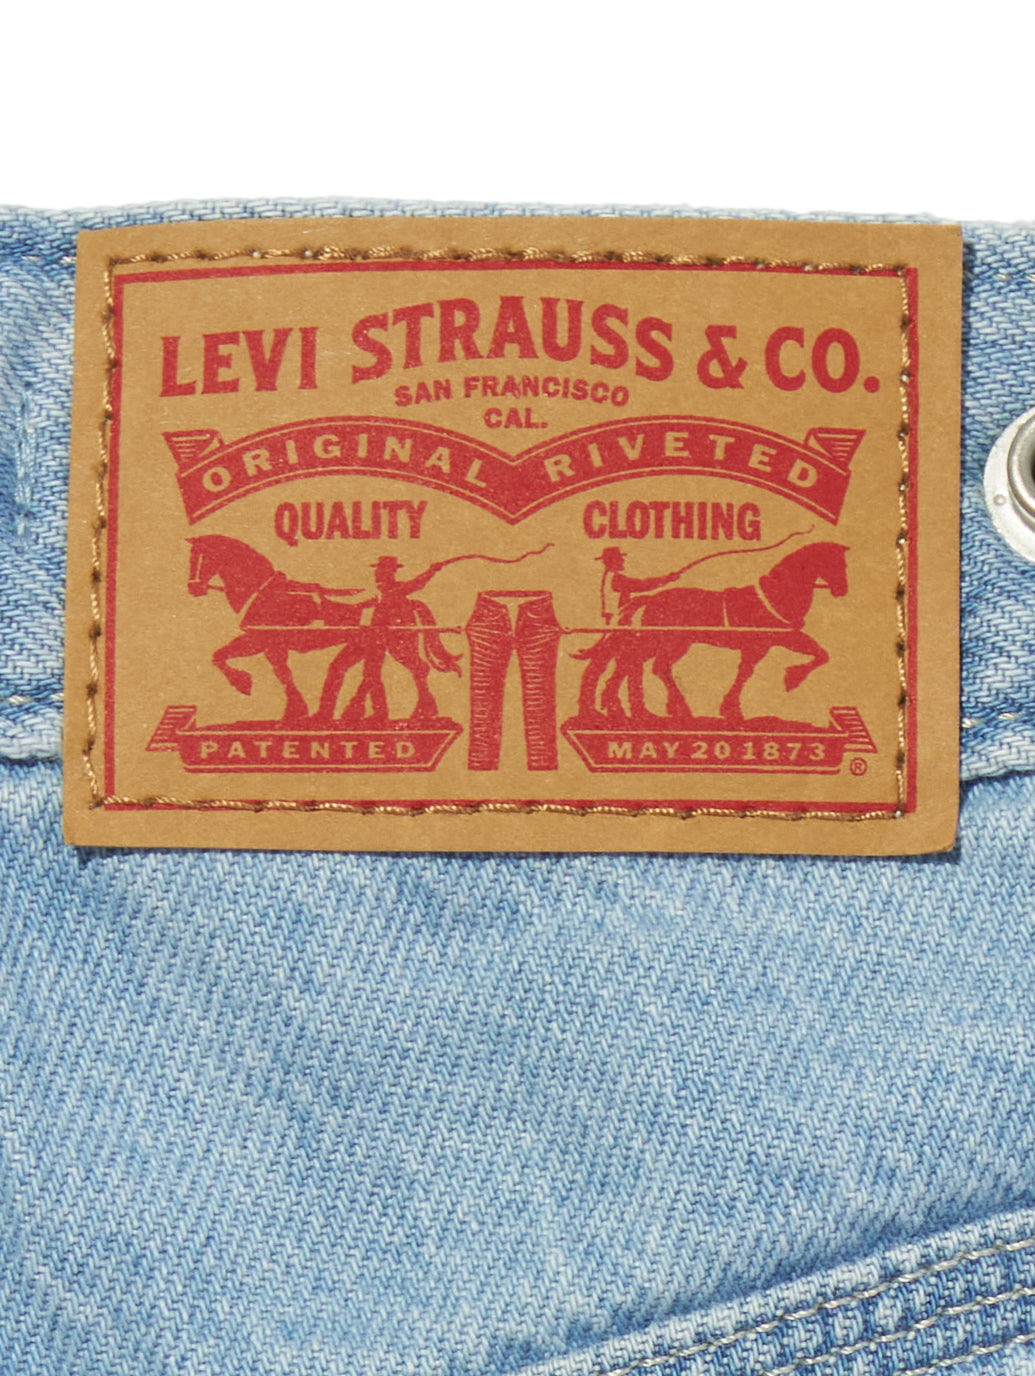 LEVI STRAUSS & CO.
SAN FRANCISCO
CAL.
ORIGINAL RIVETED
QUALITY CLOTHING
PATENTED MAY 20 1873
®